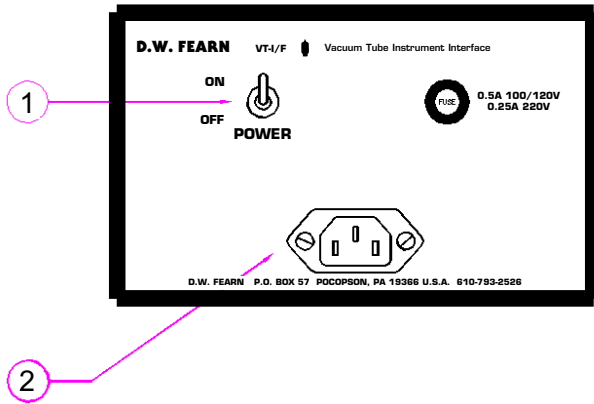 D.W. FEARN VT-I/F Vacuum Tube Instrument Interface
ON
1
OFF
POWER
FUSE
0.5A 100/120V
0.25A 220V
D.W. FEARN P.O. BOX 57 POCOPSON, PA 19366 U.S.A. 610-793-2526
2